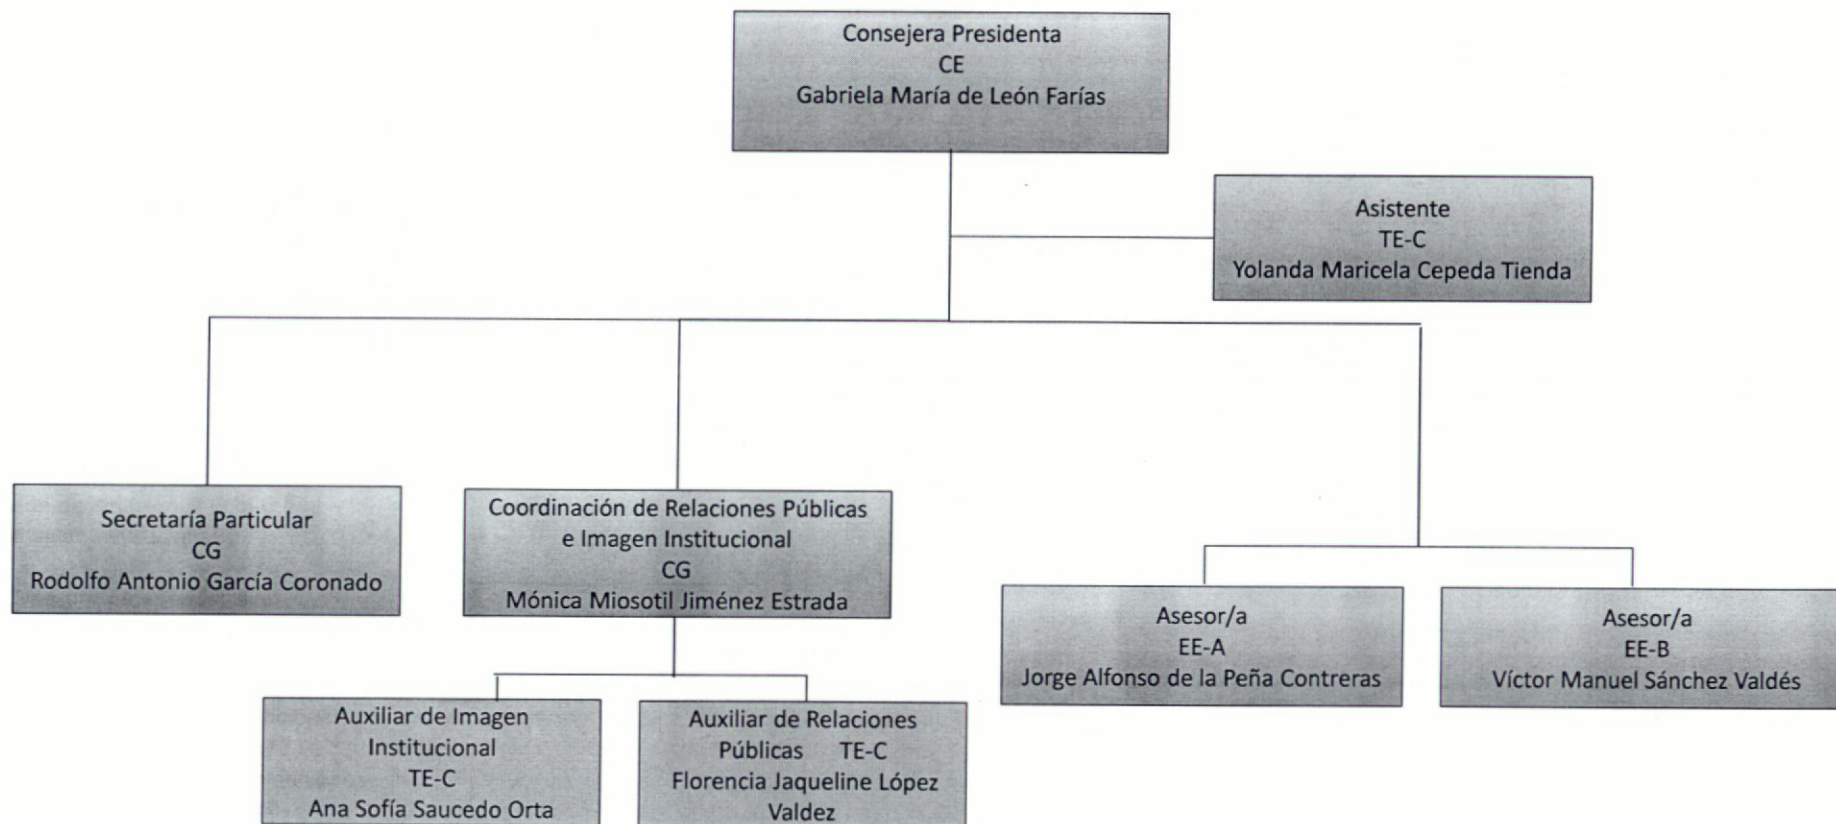 Consejera Presidenta
CE
Gabriela María de León Farías
Asistente
TE-C
Yolanda Maricela Cepeda Tienda
Secretaría Particular
CG
Rodolfo Antonio García Coronado
Coordinación de Relaciones Públicas
e Imagen Institucional
CG
Mónica Miosotil Jiménez Estrada
Asesor/a
EE-A
Jorge Alfonso de la Peña Contreras
Asesor/a
EE-B
Víctor Manuel Sánchez Valdés
Auxiliar de Imagen
Institucional
TE-C
Ana Sofía Saucedo Orta
Auxiliar de Relaciones
Públicas TE-C
Florencia Jaqueline López
Valdez